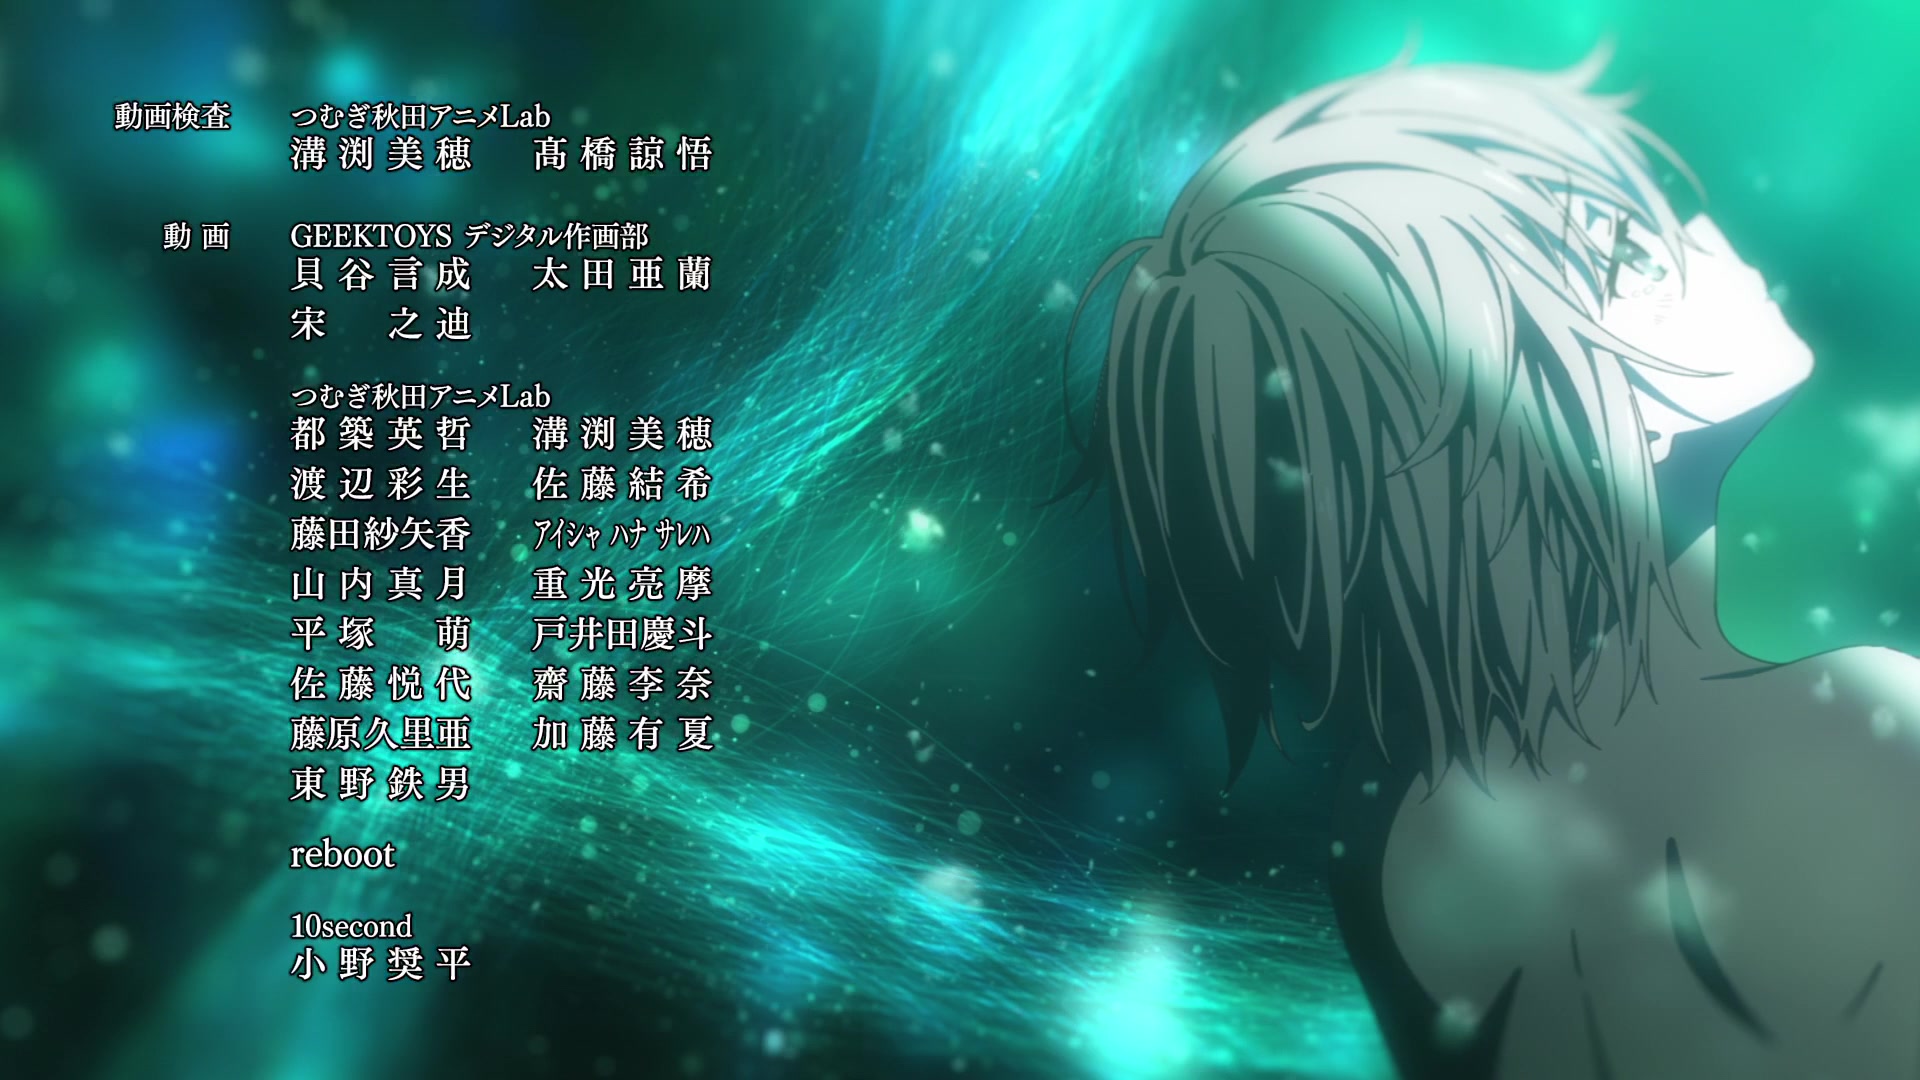 動画検査 つむぎ秋田アニメLab
溝渕美穂 髙橋諒悟
動画 GEEKTOYS デジタル作画部
貝谷言成 太田亜蘭
宋之迪
つむぎ秋田アニメLab
都築英哲 溝渕美穂
渡辺彩生 佐藤結希
藤田紗矢香 ｱｲｼｬ ﾊﾅ ｻﾚﾊ
山内真月 重光亮摩
平塚萌 戸井田慶斗
佐藤悦代 齋藤李奈
藤原久里亜 加藤有夏
東野鉄男
reboot
10second
小野奨平